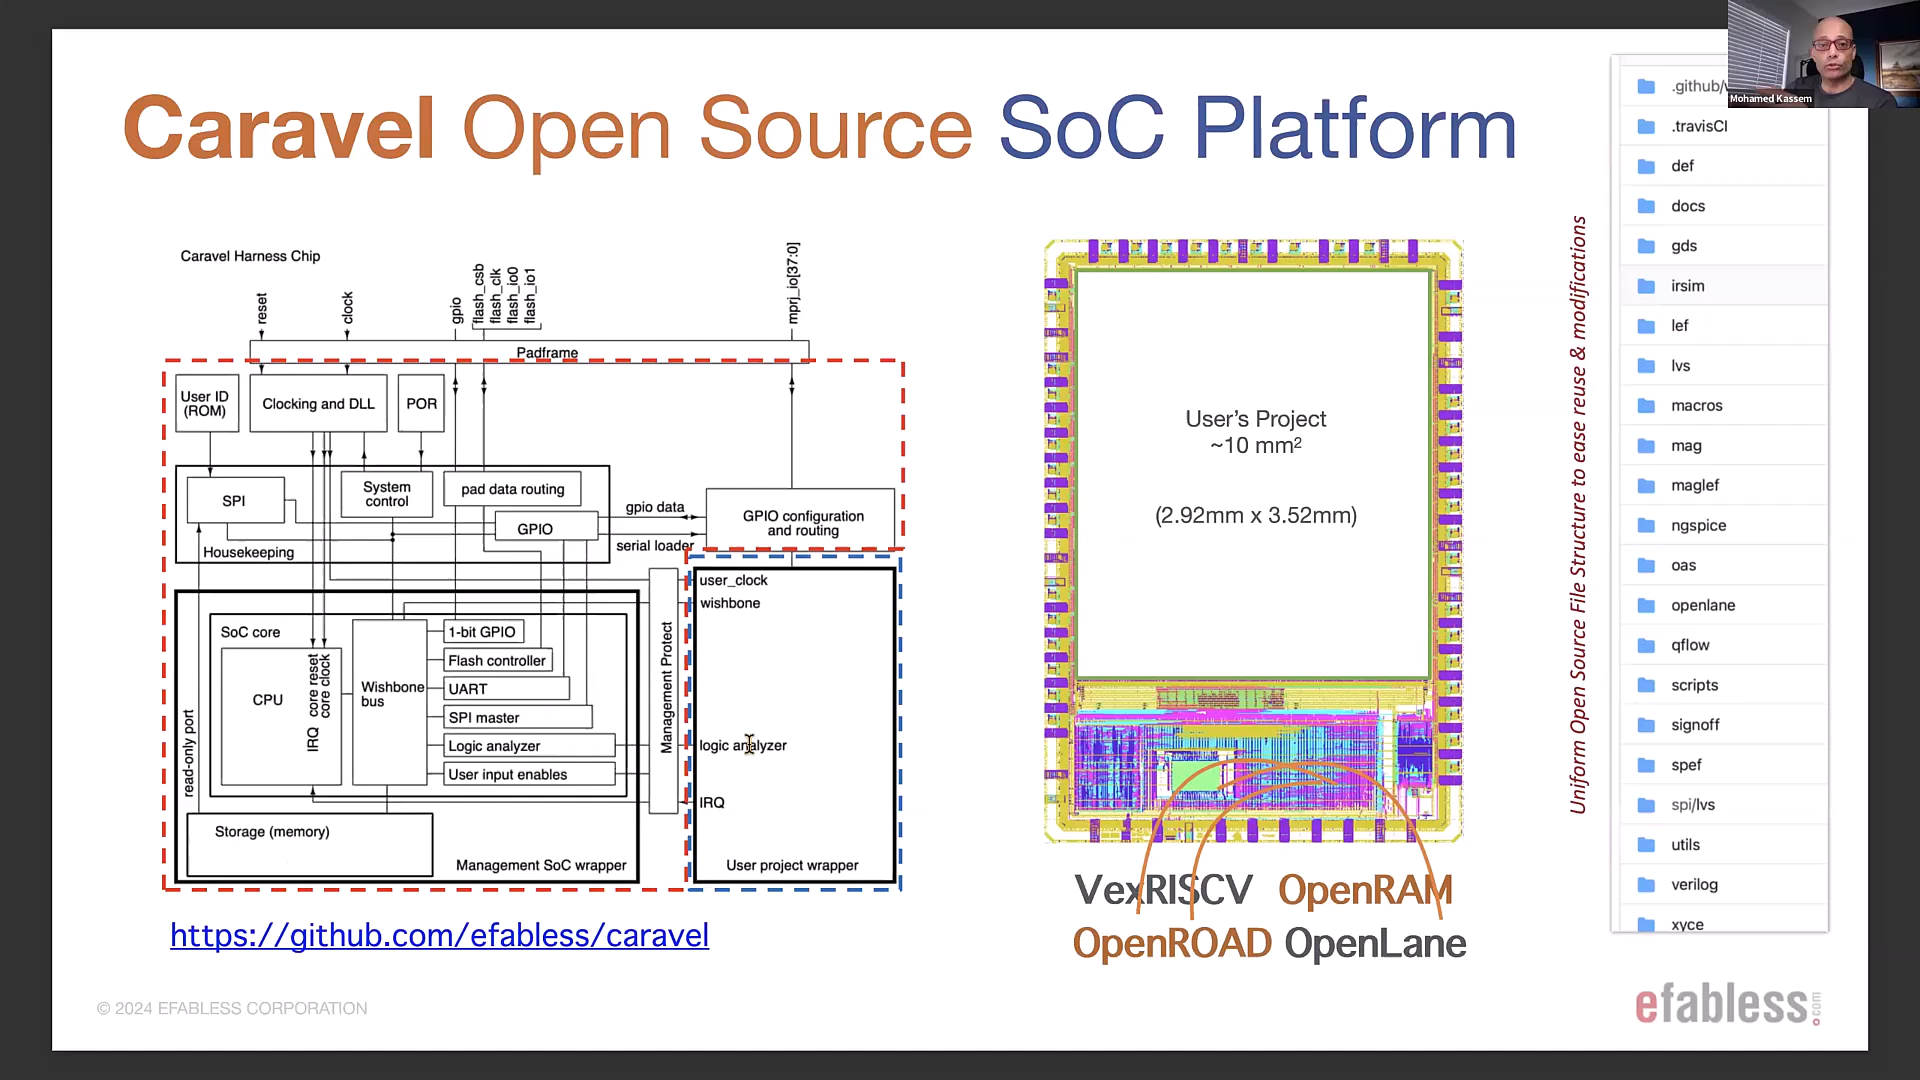 Caravel Open Source SoC Platform
Mohamed Kassem
Caravel Harness Chip
reset
clock
gpio
flash_csb
flash_clk
flash_io0
flash_io1
mprj_io[37:0]
Padframe
User ID
(ROM)
Clocking and DLL
POR
SPI
System
control
pad data routing
GPIO
Housekeeping
gpio data
serial loader
GPIO configuration
and routing
SoC core
CPU
IRQ
core reset
core clock
Wishbone
bus
1-bit GPIO
Flash controller
UART
SPI master
Logic analyzer
User input enables
read-only port
Storage (memory)
Management SoC wrapper
Management Protect
user_clock
wishbone
logic analyzer
IRQ
User project wrapper
https://github.com/efabless/caravel
User's Project
~10 mm²
(2.92mm x 3.52mm)
VexRISCV OpenRAM
OpenROAD OpenLane
Uniform Open Source File Structure to ease reuse & modifications
.github/
.travisCI
def
docs
gds
irsim
lef
lvs
macros
mag
maglef
ngspice
oas
openlane
qflow
scripts
signoff
spef
spi/lvs
utils
verilog
xyce
© 2024 EFABLESS CORPORATION
efabless.com